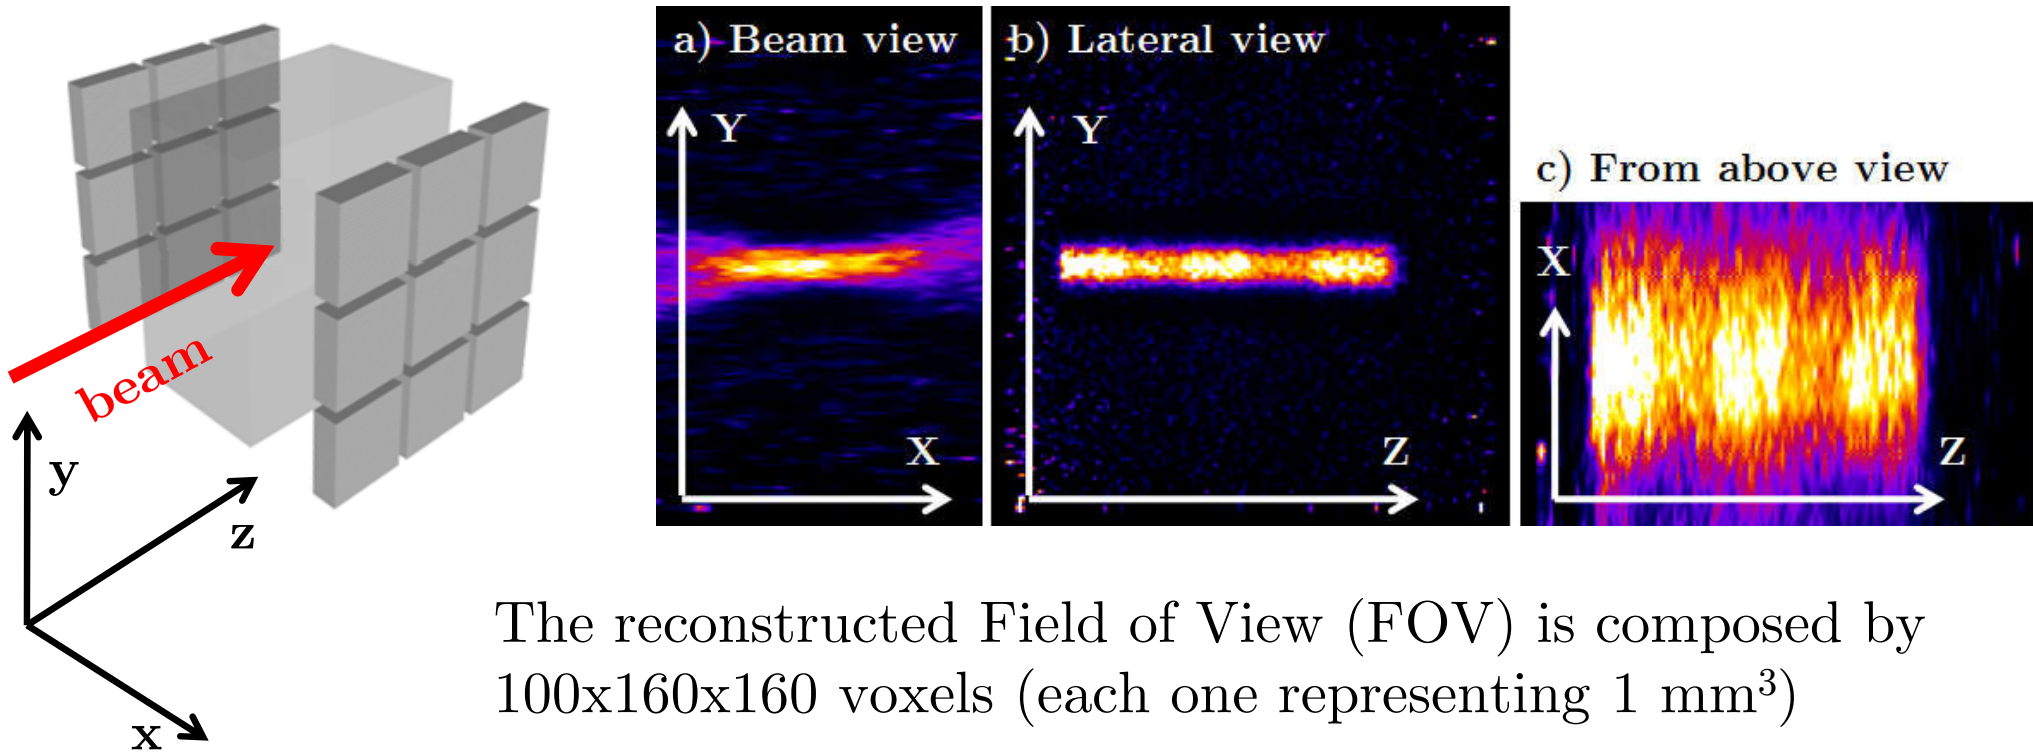 beam
y
z
x
a) Beam view
Y
X
b) Lateral view
Y
Z
c) From above view
X
Z
The reconstructed Field of View (FOV) is composed by
100x160x160 voxels (each one representing 1 mm³)